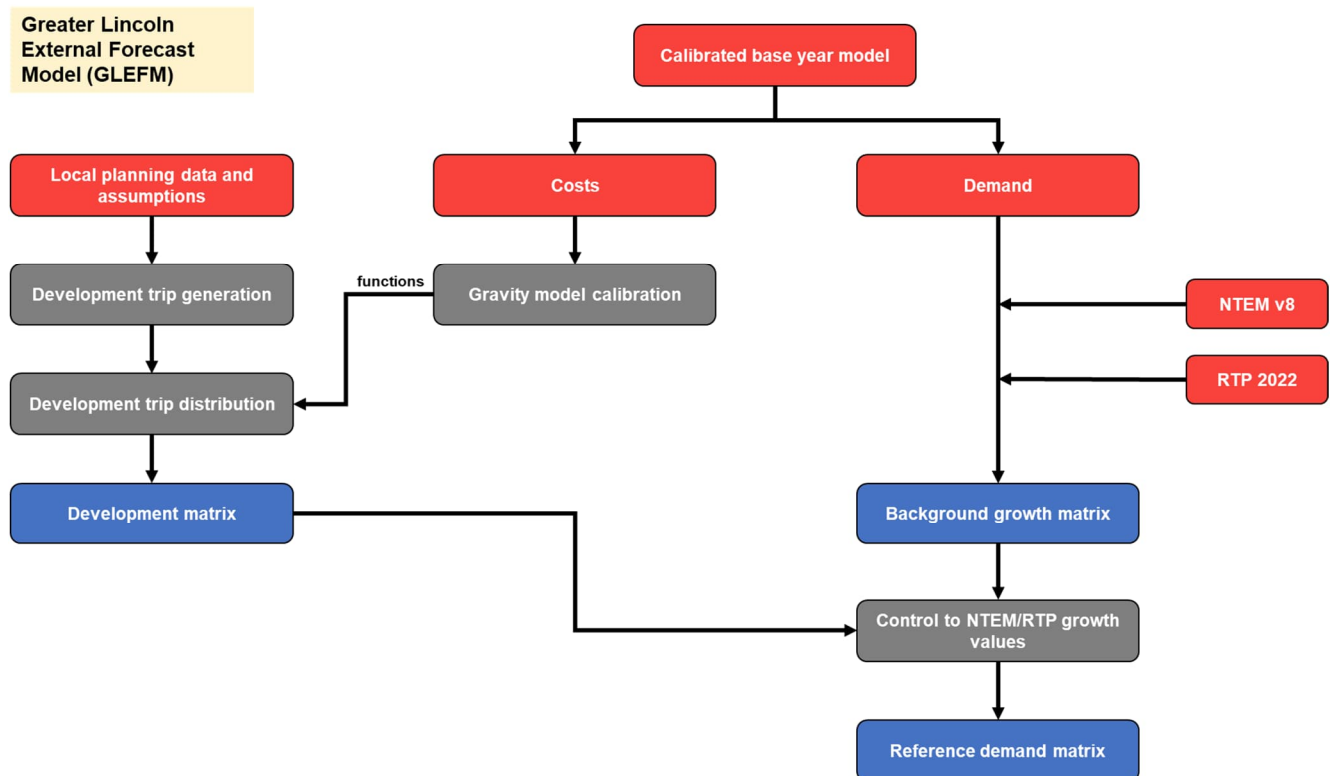 Greater Lincoln
External Forecast
Model (GLEFM)
Calibrated base year model
Local planning data and
assumptions
Costs
Demand
functions
Development trip generation
Gravity model calibration
NTEM v8
RTP 2022
Development trip distribution
Development matrix
Background growth matrix
Control to NTEM/RTP growth
values
Reference demand matrix